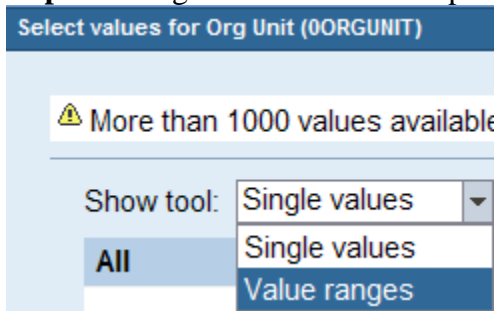 Select values for Org Unit (0ORGUNIT)
More than 1000 values available
Show tool: Single values
All
Single values
Value ranges